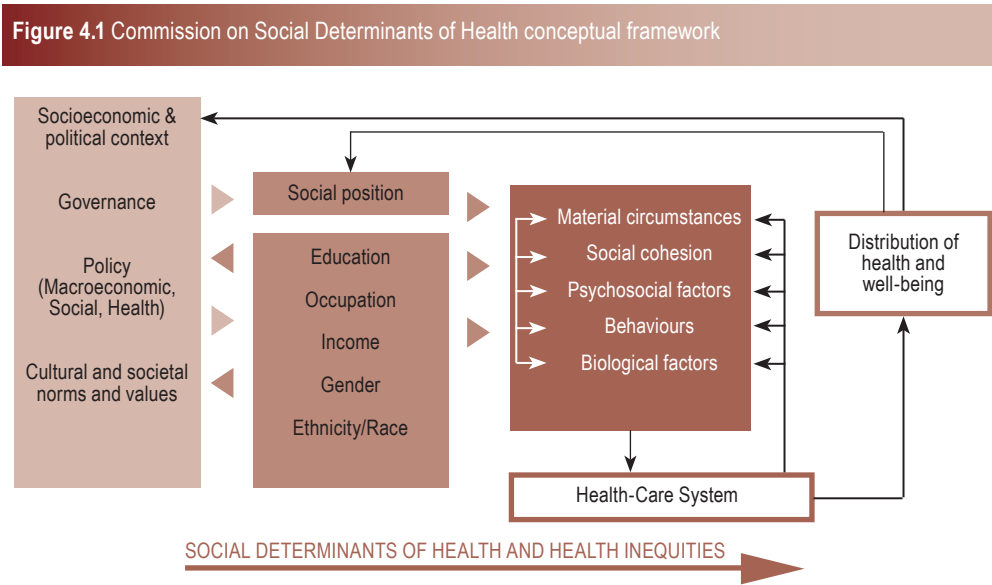 Figure 4.1 Commission on Social Determinants of Health conceptual framework
Socioeconomic &
political context
Governance
Policy
(Macroeconomic,
Social, Health)
Cultural and societal
norms and values
Social position
Education
Occupation
Income
Gender
Ethnicity/Race
Material circumstances
Social cohesion
Psychosocial factors
Behaviours
Biological factors
Distribution of
health and
well-being
Health-Care System
SOCIAL DETERMINANTS OF HEALTH AND HEALTH INEQUITIES